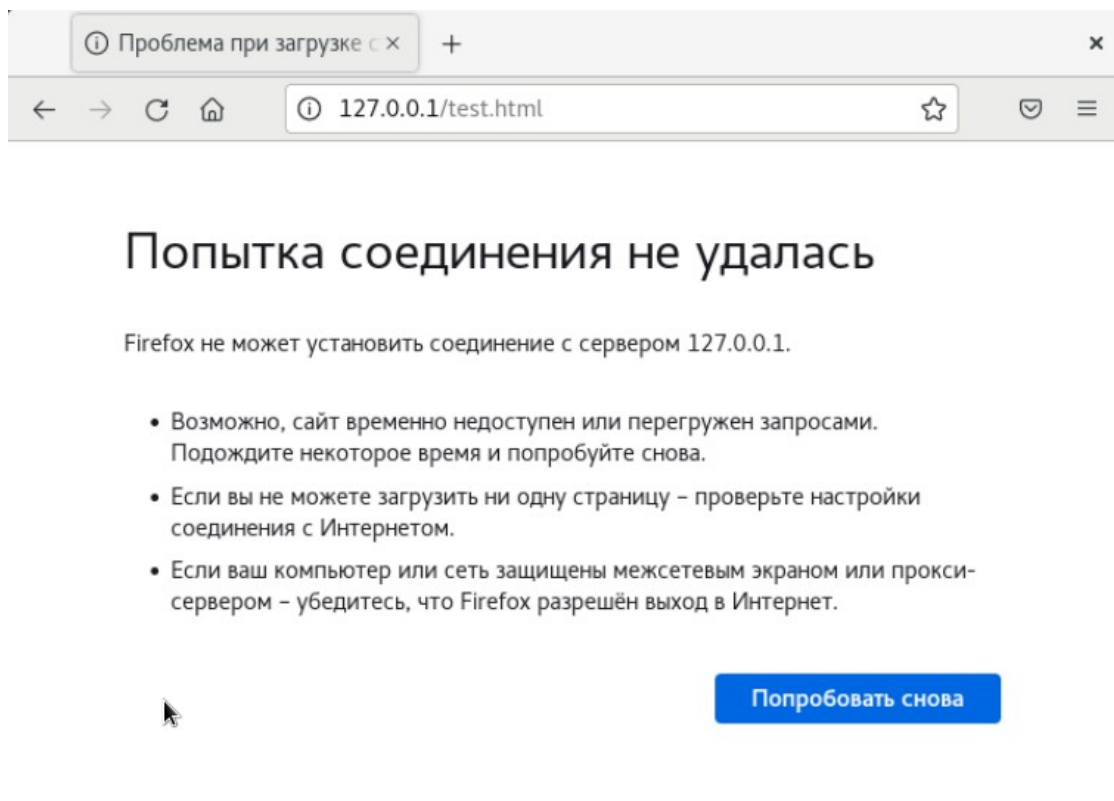 Проблема при загрузке с
127.0.0.1/test.html
Попытка соединения не удалась
Firefox не может установить соединение с сервером 127.0.0.1.
• Возможно, сайт временно недоступен или перегружен запросами.
Подождите некоторое время и попробуйте снова.
• Если вы не можете загрузить ни одну страницу – проверьте настройки
соединения с Интернетом.
• Если ваш компьютер или сеть защищены межсетевым экраном или прокси-
сервером – убедитесь, что Firefox разрешён выход в Интернет.
Попробовать снова